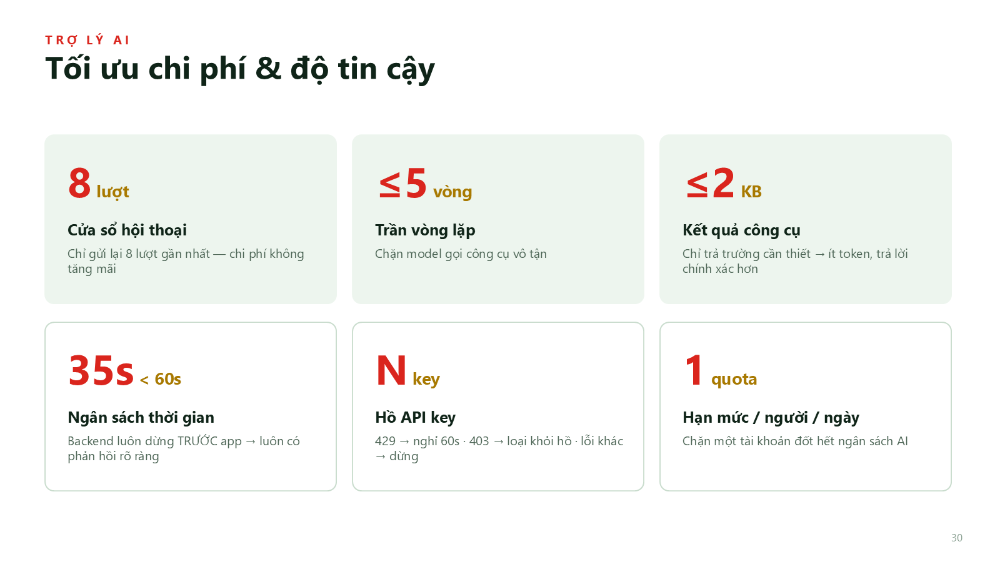 TRỢ LÝ AI
Tối ưu chi phí & độ tin cậy
8 lượt
Cửa sổ hội thoại
Chỉ gửi lại 8 lượt gần nhất — chi phí không
tăng mãi
≤5 vòng
Trần vòng lặp
Chặn model gọi công cụ vô tận
≤2 KB
Kết quả công cụ
Chỉ trả trường cần thiết → ít token, trả lời
chính xác hơn
35s < 60s
Ngân sách thời gian
Backend luôn dừng TRƯỚC app → luôn có
phản hồi rõ ràng
N key
Hồ API key
429 → nghỉ 60s · 403 → loại khỏi hồ · lỗi khác
→ dừng
1 quota
Hạn mức / người / ngày
Chặn một tài khoản đốt hết ngân sách AI
30